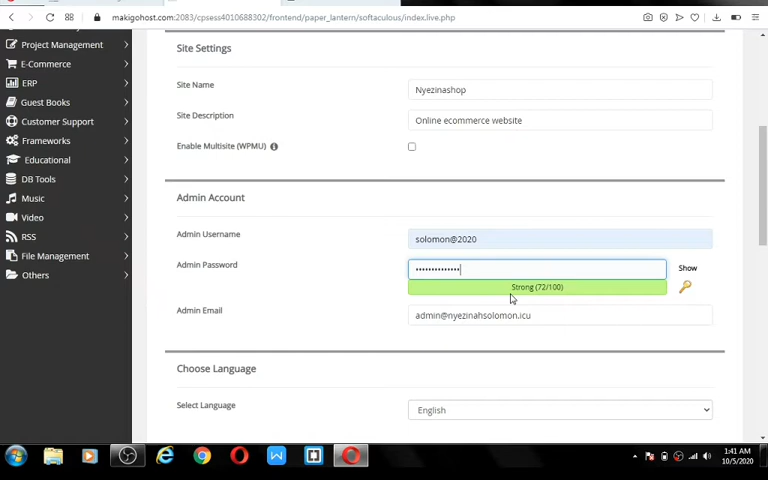 88
makigohost.com:2083/cpsess4010688302/frontend/paper_lantern/softaculous/index.live.php
Project Management
E-Commerce
ERP
Guest Books
Customer Support
Frameworks
Educational
DB Tools
Music
Video
RSS
File Management
Others
Site Settings
Site Name
Nyezinashop
Site Description
Online ecommerce website
Enable Multisite (WPMU)
Admin Account
Admin Username
solomon@2020
Admin Password
Show
Strong (72/100)
Admin Email
admin@nyezinahsolomon.icu
Choose Language
Select Language
English
1:41 AM
10/5/2020